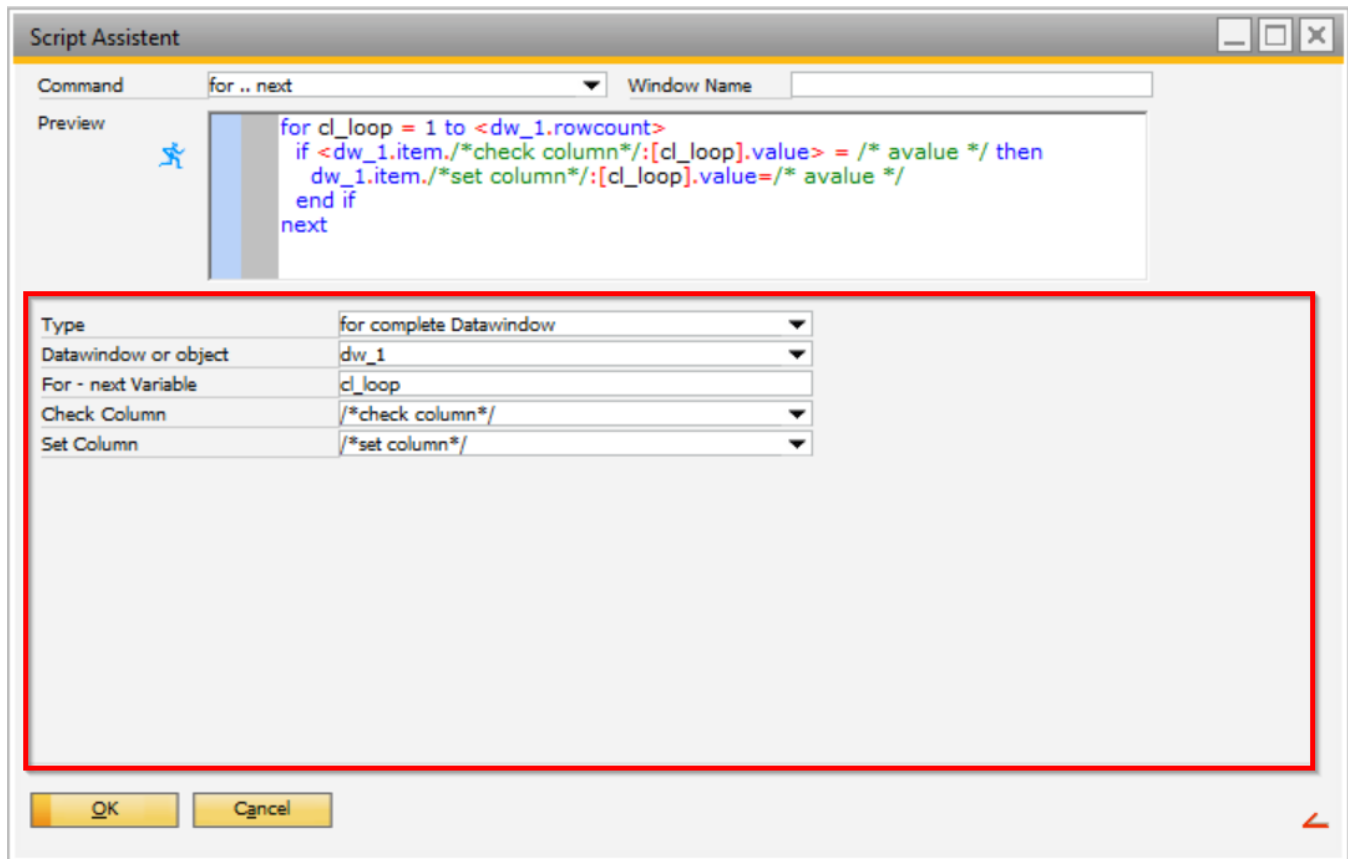 Script Assistent
Command for .. next Window Name
Preview
for cl_loop = 1 to <dw_1.rowcount>
if <dw_1.item./*check column*/:[cl_loop].value> = /* avalue */ then
dw_1.item./*set column*/:[cl_loop].value=/* avalue */
end if
next
Type for complete Datawindow
Datawindow or object dw_1
For - next Variable cl_loop
Check Column /*check column*/
Set Column /*set column*/
OK Cancel